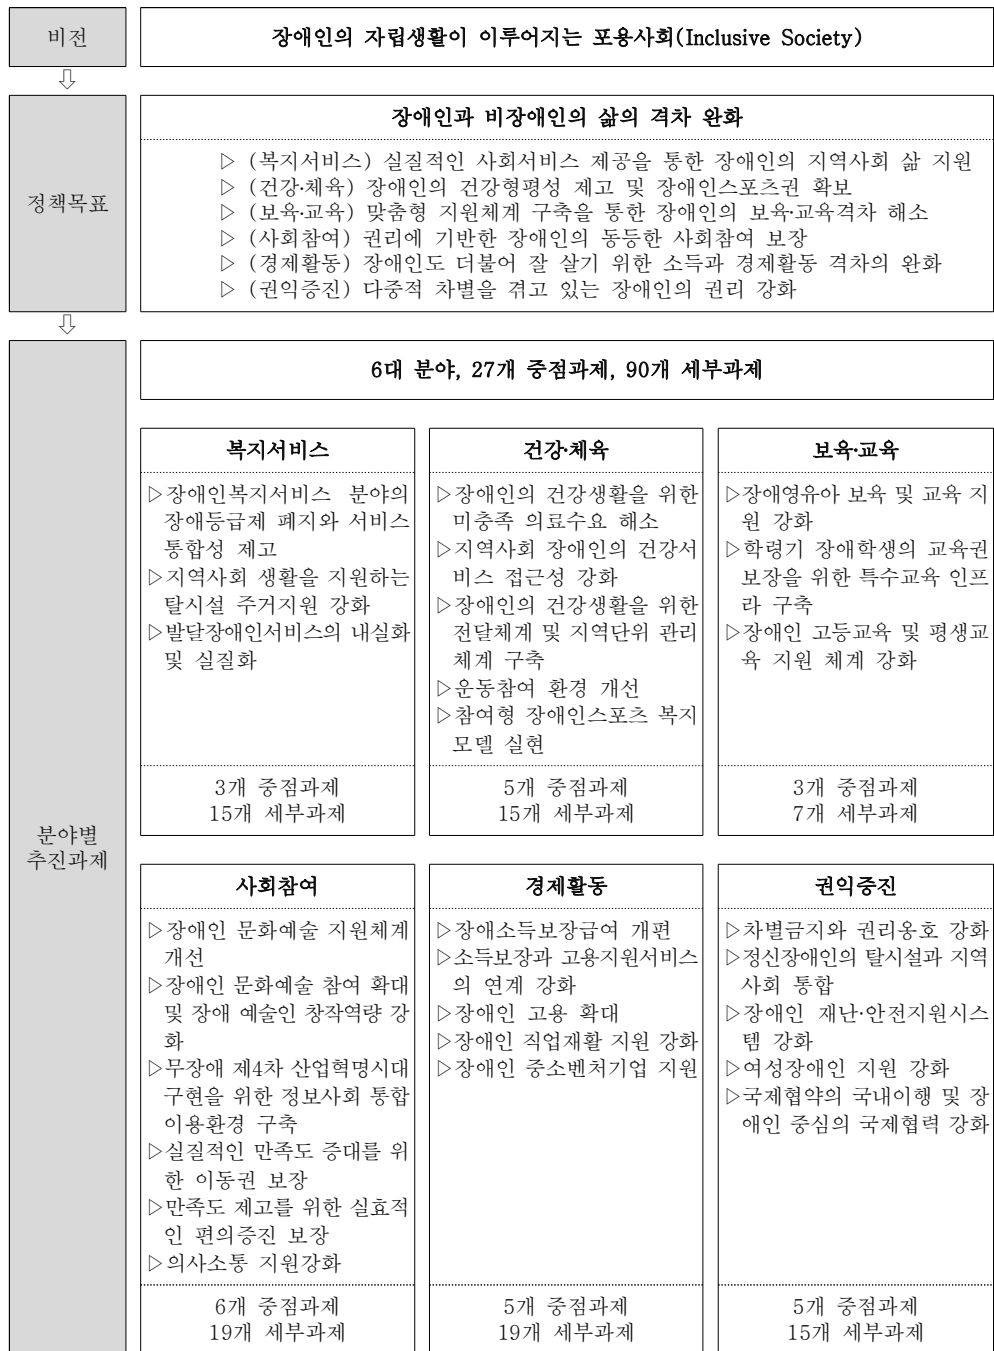 비전
장애인의 자립생활이 이루어지는 포용사회(Inclusive Society)
⇩
정책목표
장애인과 비장애인의 삶의 격차 완화
▷ (복지서비스) 실질적인 사회서비스 제공을 통한 장애인의 지역사회 삶 지원
▷ (건강·체육) 장애인의 건강형평성 제고 및 장애인스포츠권 확보
▷ (보육·교육) 맞춤형 지원체계 구축을 통한 장애인의 보육·교육격차 해소
▷ (사회참여) 권리에 기반한 장애인의 동등한 사회참여 보장
▷ (경제활동) 장애인도 더불어 잘 살기 위한 소득과 경제활동 격차의 완화
▷ (권익증진) 다중적 차별을 겪고 있는 장애인의 권리 강화
⇩
분야별
추진과제
6대 분야, 27개 중점과제, 90개 세부과제
복지서비스
▷장애인복지서비스 분야의
장애등급제 폐지와 서비스
통합성 제고
▷지역사회 생활을 지원하는
탈시설 주거지원 강화
▷발달장애인서비스의 내실화
및 실질화
3개 중점과제
15개 세부과제
건강·체육
▷장애인의 건강생활을 위한
미충족 의료수요 해소
▷지역사회 장애인의 건강서
비스 접근성 강화
▷장애인의 건강생활을 위한
전달체계 및 지역단위 관리
체계 구축
▷운동참여 환경 개선
▷참여형 장애인스포츠 복지
모델 실현
5개 중점과제
15개 세부과제
보육·교육
▷장애영유아 보육 및 교육 지
원 강화
▷학령기 장애학생의 교육권
보장을 위한 특수교육 인프
라 구축
▷장애인 고등교육 및 평생교
육 지원 체계 강화
3개 중점과제
7개 세부과제
사회참여
▷장애인 문화예술 지원체계
개선
▷장애인 문화예술 참여 확대
및 장애 예술인 창작역량 강
화
▷무장애 제4차 산업혁명시대
구현을 위한 정보사회 통합
이용환경 구축
▷실질적인 만족도 증대를 위
한 이동권 보장
▷만족도 제고를 위한 실효적
인 편의증진 보장
▷의사소통 지원강화
6개 중점과제
19개 세부과제
경제활동
▷장애소득보장급여 개편
▷소득보장과 고용지원서비스
의 연계 강화
▷장애인 고용 확대
▷장애인 직업재활 지원 강화
▷장애인 중소벤처기업 지원
5개 중점과제
19개 세부과제
권익증진
▷차별금지와 권리옹호 강화
▷정신장애인의 탈시설과 지역
사회 통합
▷장애인 재난·안전지원시스
템 강화
▷여성장애인 지원 강화
▷국제협약의 국내이행 및 장
애인 중심의 국제협력 강화
5개 중점과제
15개 세부과제